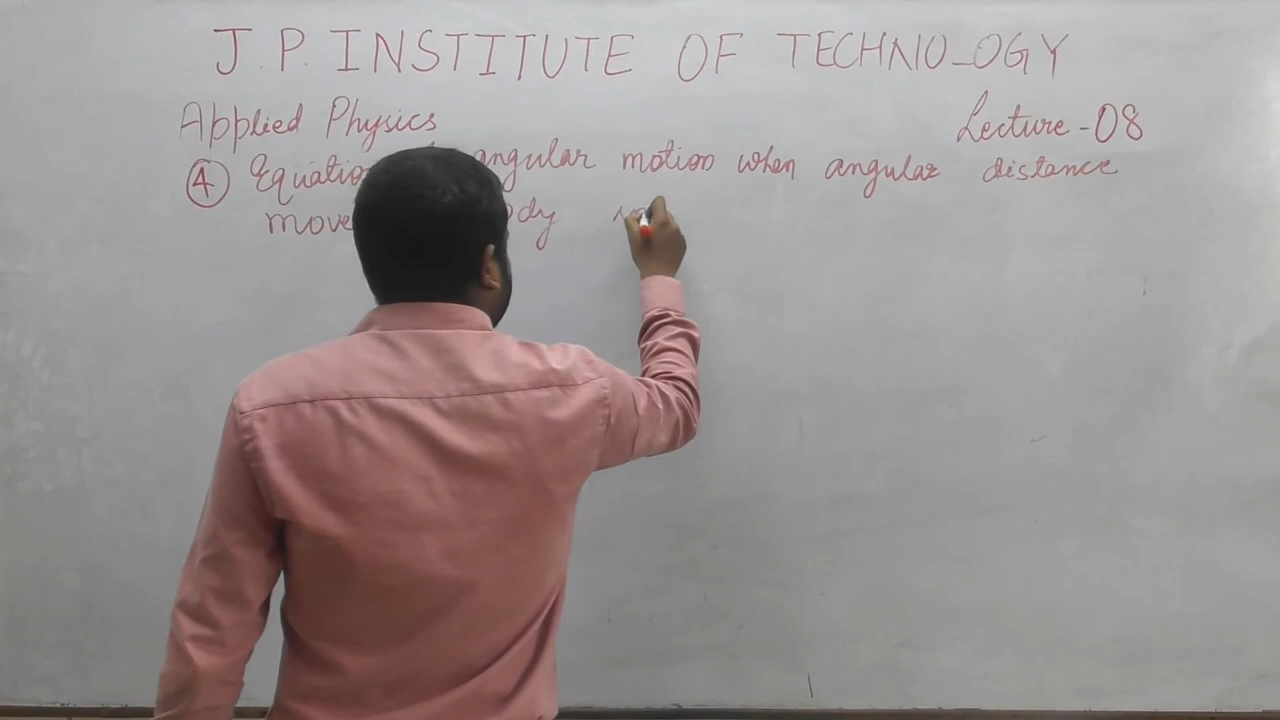 J.P. INSTITUTE OF TECHNOLOGY
Applied Physics Lecture-08
④ Equation angular motion when angular distance
move